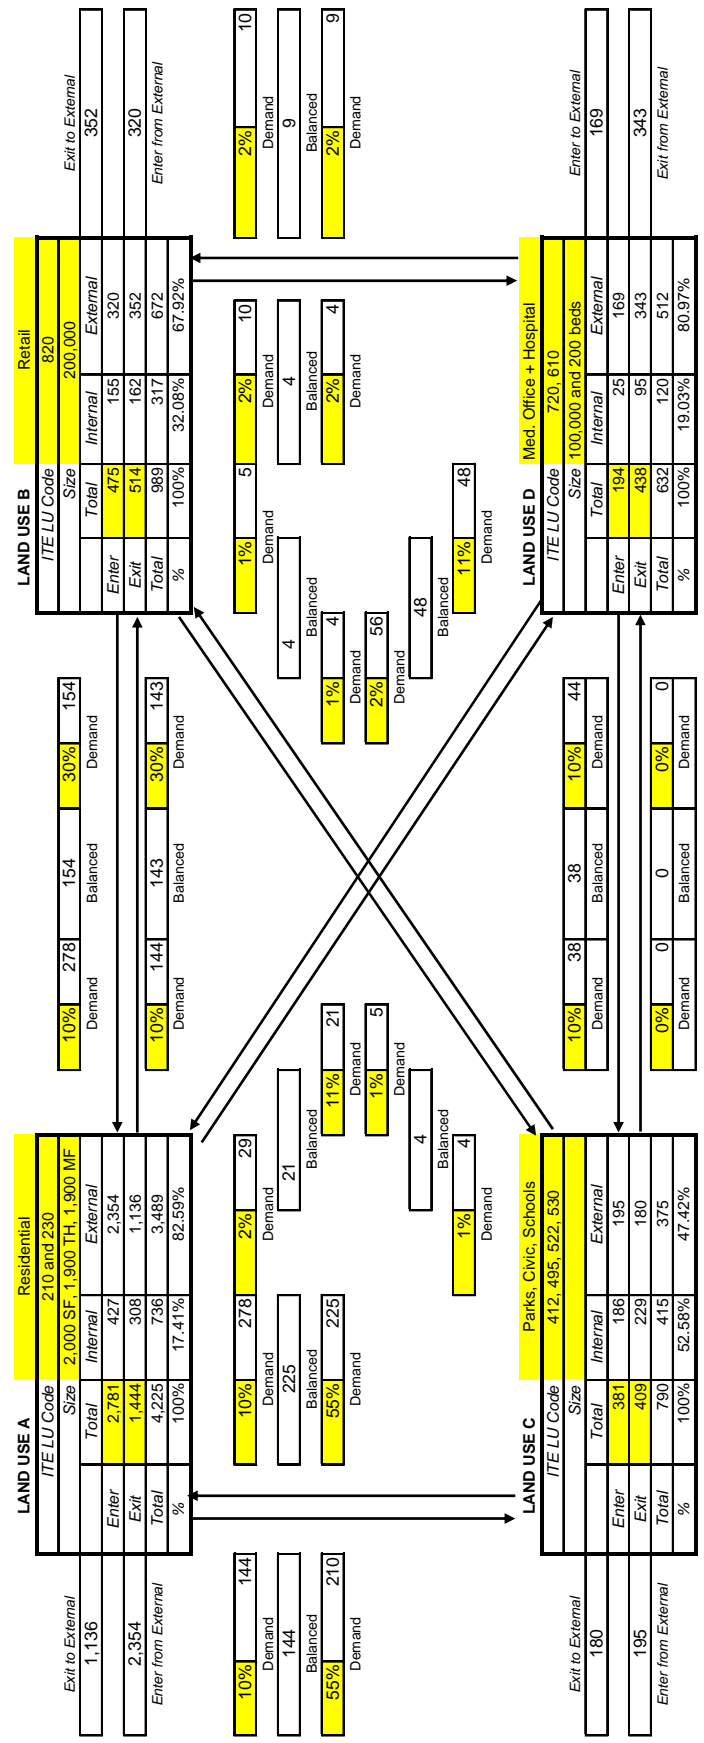 LAND USE A Residential LAND USE B Retail
ITE LU Code 210 and 230 ITE LU Code 820
Exit to External Size 2,000 SF, 1,900 TH, 1,900 MF 10% 278 154 30% 154 Size 200,000 Exit to External
1,136 Total Internal External Demand Balanced Demand Total Internal External 352
Enter 2,781 427 2,354 Enter 475 155 320
2,354 Exit 1,444 308 1,136 Exit 514 162 352 320
Enter from External Total 4,225 736 3,489 10% 144 143 30% 143 Total 989 317 672 Enter from External
% 100% 17.41% 82.59% Demand Balanced Demand % 100% 32.08% 67.92%
10% 144 10% 278 2% 29 1% 5 2% 10 2% 10
Demand Demand Demand Demand Demand Demand
144 225 21 4 4 9
Balanced Balanced Balanced Balanced Balanced Balanced
55% 210 55% 225 11% 21 1% 4 2% 4 2% 9
Demand Demand Demand Demand Demand Demand
1% 5 2% 56
Demand Demand
4 48
Balanced Balanced
1% 4 11% 48
Demand Demand
LAND USE C Parks, Civic, Schools LAND USE D Med. Office + Hospital
ITE LU Code 412, 495, 522, 530 ITE LU Code 720, 610
Exit to External Size 10% 38 38 10% 44 Size 100,000 and 200 beds Enter to External
180 Total Internal External Demand Balanced Demand Total Internal External 169
Enter 381 186 195 Enter 194 25 169
195 Exit 409 229 180 Exit 438 95 343 343
Enter from External Total 790 415 375 0% 0 0 0% 0 Total 632 120 512 Exit from External
% 100% 52.58% 47.42% Demand Balanced Demand % 100% 19.03% 80.97%